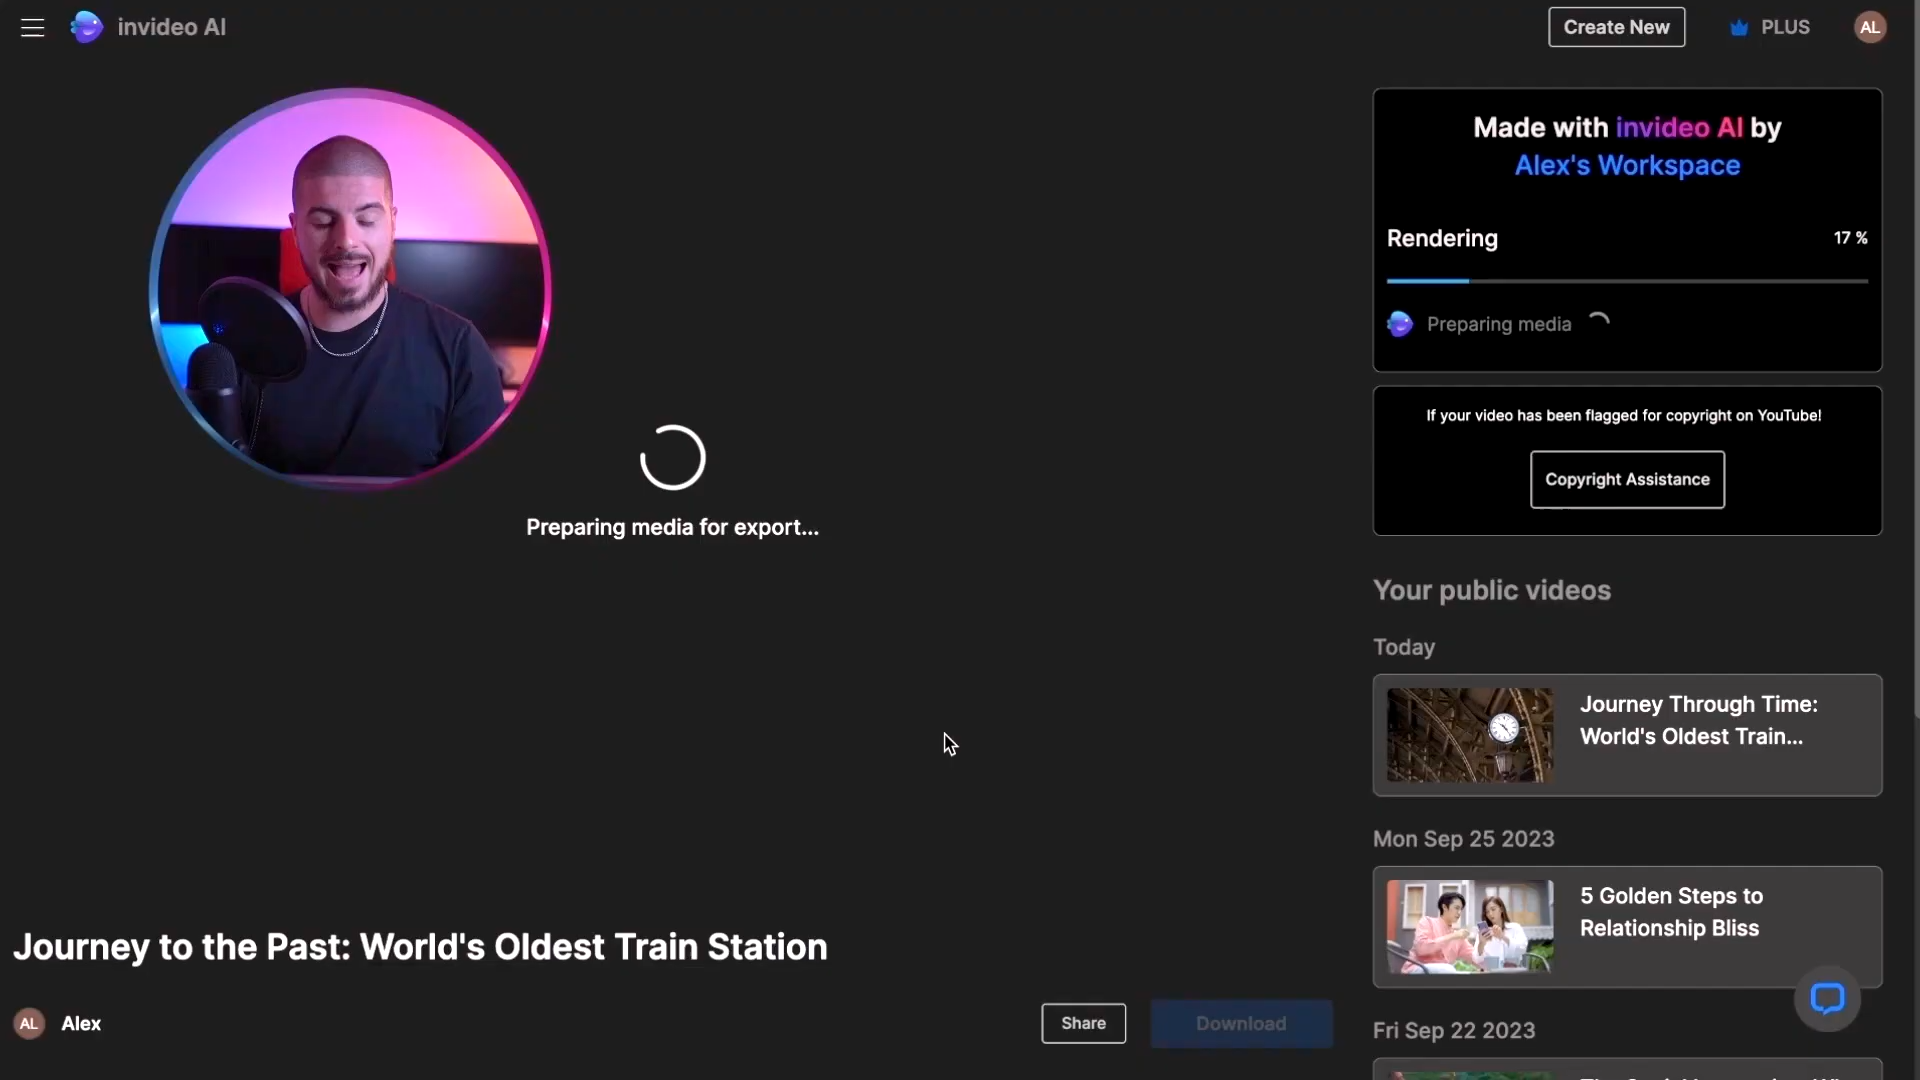 invideo AI
Create New
PLUS
AL
Made with invideo AI by
Alex's Workspace
Rendering
17 %
Preparing media
If your video has been flagged for copyright on YouTube!
Copyright Assistance
Preparing media for export...
Your public videos
Today
Journey Through Time:
World's Oldest Train...
Mon Sep 25 2023
5 Golden Steps to
Relationship Bliss
Fri Sep 22 2023
Journey to the Past: World's Oldest Train Station
AL
Alex
Share
Download